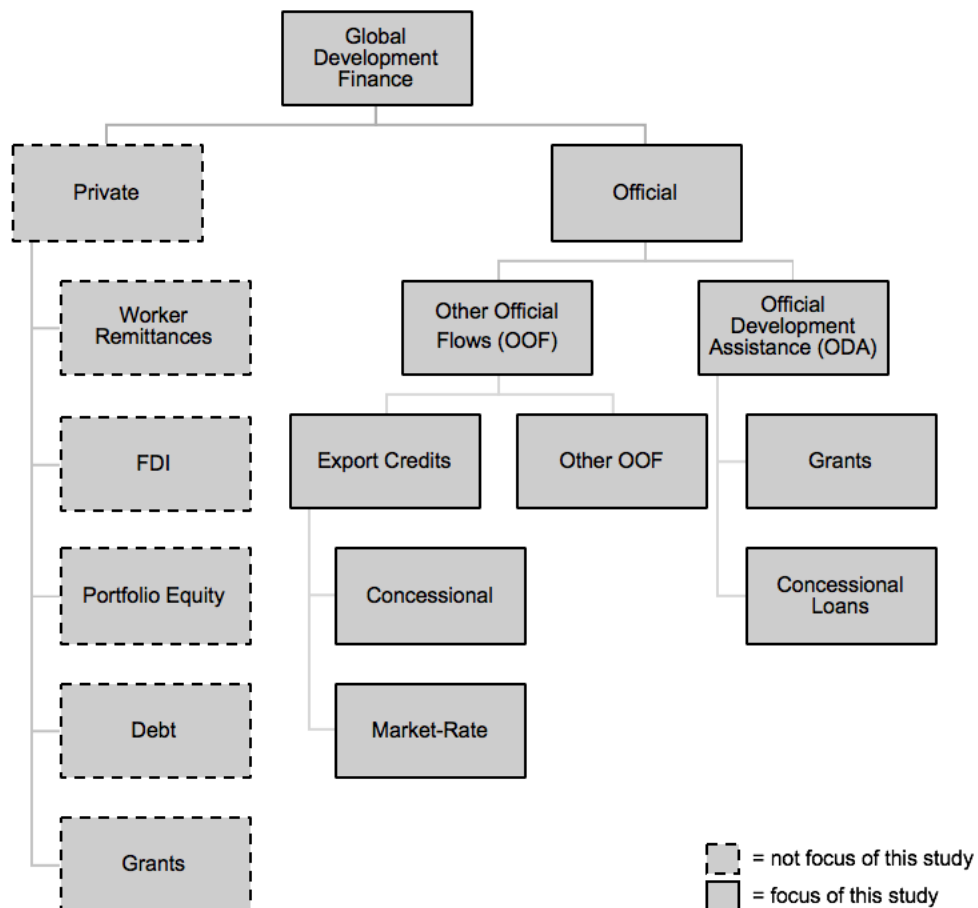 Global
Development
Finance
Private
Official
Worker
Remittances
Other Official
Flows (OOF)
Official
Development
Assistance (ODA)
FDI
Export Credits
Other OOF
Grants
Portfolio Equity
Concessional
Concessional
Loans
Debt
Market-Rate
Grants
= not focus of this study
= focus of this study